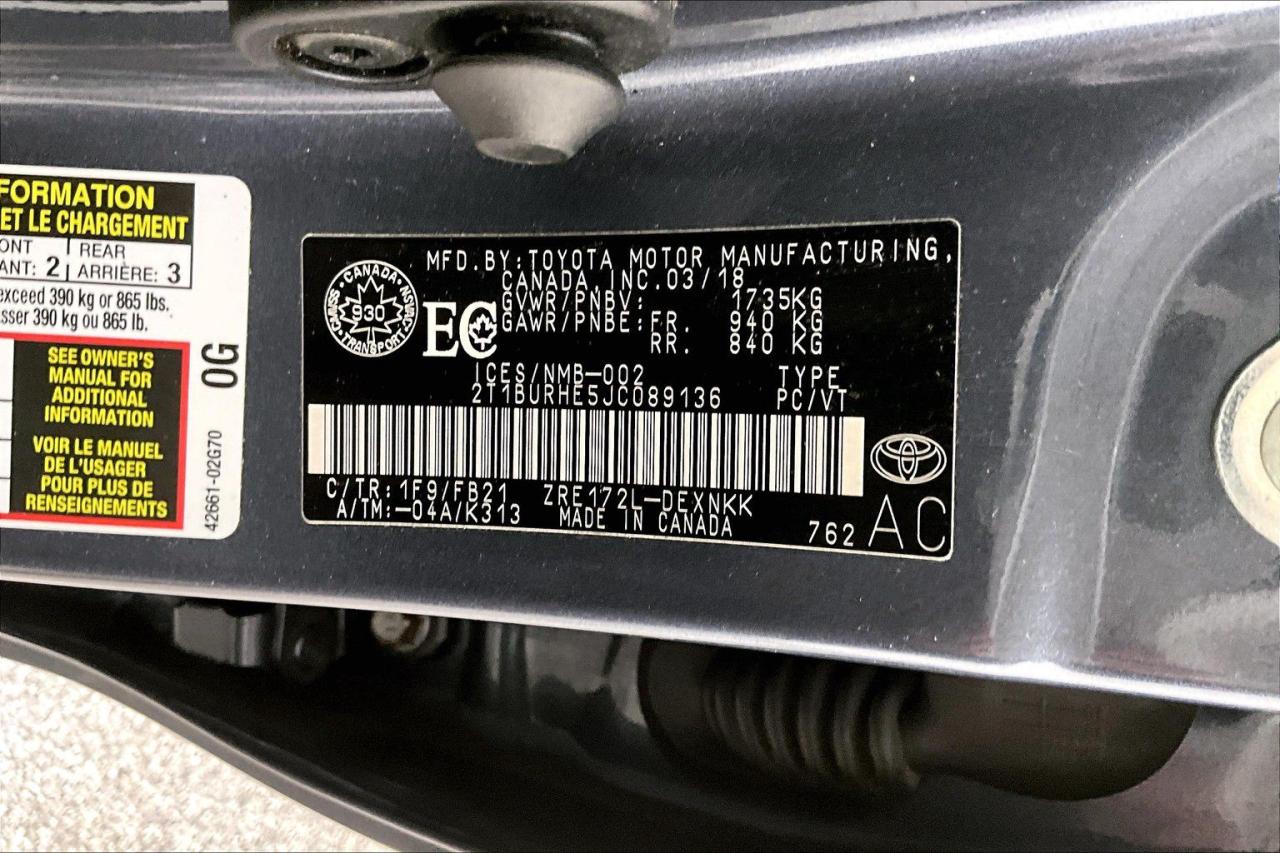 FORMATION
ET LE CHARGEMENT
ONT | REAR
ANT: 2 | ARRIÈRE: 3
exceed 390 kg or 865 lbs.
sser 390 kg ou 865 lb.
SEE OWNER'S
MANUAL FOR
ADDITIONAL
INFORMATION
VOIR LE MANUEL
DE L'USAGER
POUR PLUS DE
RENSEIGNEMENTS
0G
42661-02G70
MFD.BY:TOYOTA MOTOR MANUFACTURING,
CANADA,INC.03/18
GVWR/PNBV: 1735KG
GAWR/PNBE:FR. 940 KG
RR. 840 KG
CANADA
CMVSS 930 NSVAC
TRANSPORT
EC
ICES/NMB-002 TYPE
2T1BURHE5JC089136 PC/VT
C/TR:1F9/FB21 ZRE172L-DEXNKK
A/TM:-04A/K313 MADE IN CANADA
762 AC